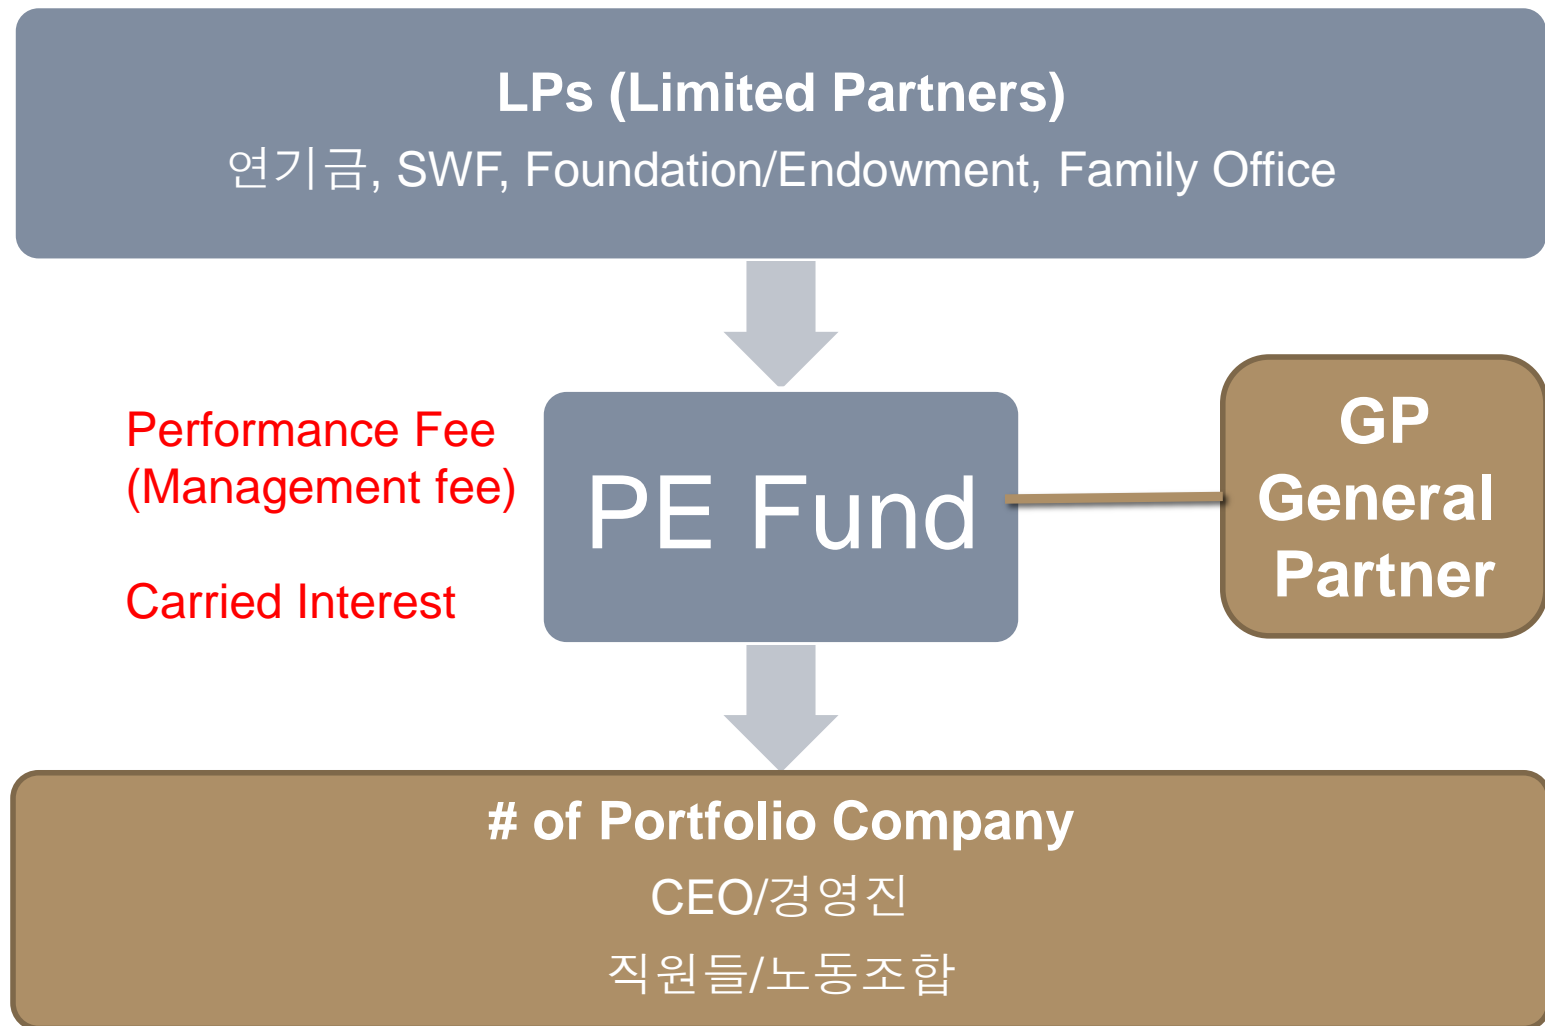 LPs (Limited Partners)
연기금, SWF, Foundation/Endowment, Family Office
Performance Fee
(Management fee)
Carried Interest
PE Fund
GP
General
Partner
# of Portfolio Company
CEO/경영진
직원들/노동조합